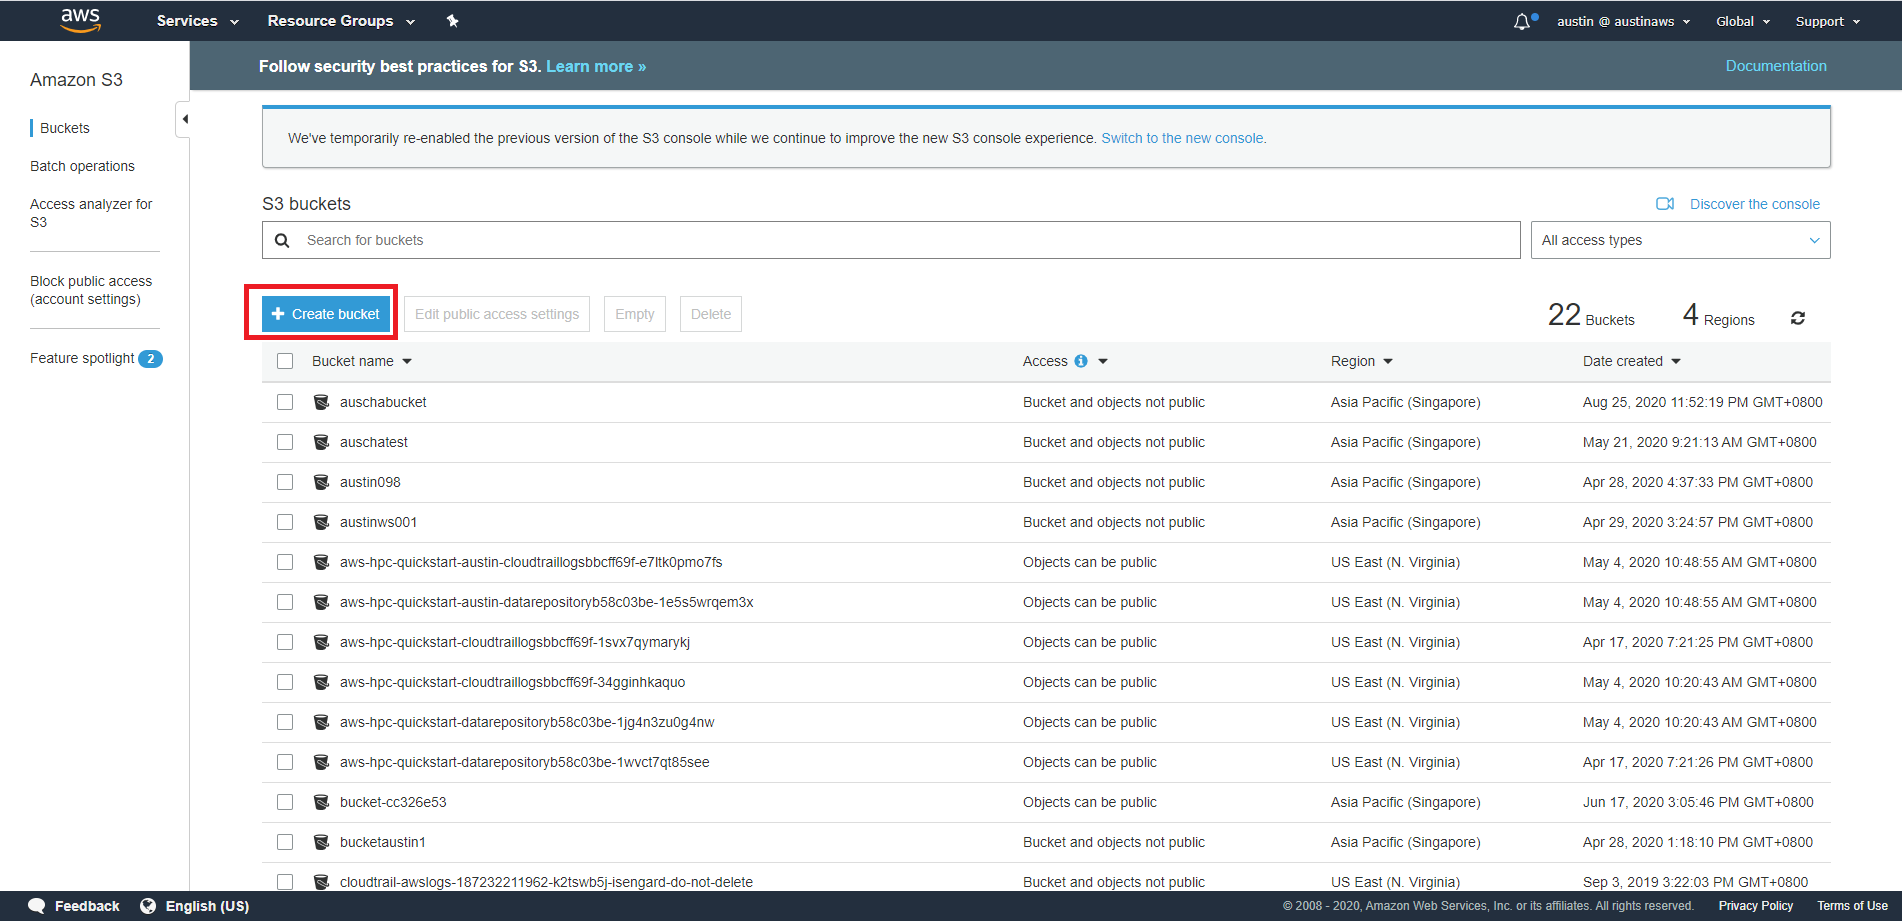 aws Services Resource Groups austin @ austinaws Global Support
Amazon S3
Buckets
Batch operations
Access analyzer for
S3
Block public access
(account settings)
Feature spotlight 2
Follow security best practices for S3. Learn more » Documentation
We've temporarily re-enabled the previous version of the S3 console while we continue to improve the new S3 console experience. Switch to the new console.
S3 buckets Discover the console
Search for buckets All access types
Create bucket Edit public access settings Empty Delete 22 Buckets 4 Regions
Bucket name Access Region Date created
auschabucket Bucket and objects not public Asia Pacific (Singapore) Aug 25, 2020 11:52:19 PM GMT+0800
auschatest Bucket and objects not public Asia Pacific (Singapore) May 21, 2020 9:21:13 AM GMT+0800
austin098 Bucket and objects not public Asia Pacific (Singapore) Apr 28, 2020 4:37:33 PM GMT+0800
austinws001 Bucket and objects not public Asia Pacific (Singapore) Apr 29, 2020 3:24:57 PM GMT+0800
aws-hpc-quickstart-austin-cloudtraillogsbbcff69f-e7ltk0pmo7fs Objects can be public US East (N. Virginia) May 4, 2020 10:48:55 AM GMT+0800
aws-hpc-quickstart-austin-datarepositoryb58c03be-1e5s5wrqem3x Objects can be public US East (N. Virginia) May 4, 2020 10:48:55 AM GMT+0800
aws-hpc-quickstart-cloudtraillogsbbcff69f-1svx7qymarykj Objects can be public US East (N. Virginia) Apr 17, 2020 7:21:25 PM GMT+0800
aws-hpc-quickstart-cloudtraillogsbbcff69f-34gginhkaquo Objects can be public US East (N. Virginia) May 4, 2020 10:20:43 AM GMT+0800
aws-hpc-quickstart-datarepositoryb58c03be-1jg4n3zu0g4nw Objects can be public US East (N. Virginia) May 4, 2020 10:20:43 AM GMT+0800
aws-hpc-quickstart-datarepositoryb58c03be-1wvct7qt85see Objects can be public US East (N. Virginia) Apr 17, 2020 7:21:26 PM GMT+0800
bucket-cc326e53 Objects can be public Asia Pacific (Singapore) Jun 17, 2020 3:05:46 PM GMT+0800
bucketaustin1 Bucket and objects not public Asia Pacific (Singapore) Apr 28, 2020 1:18:10 PM GMT+0800
cloudtrail-awslogs-187232211962-k2tswb5j-isengard-do-not-delete Bucket and objects not public US East (N. Virginia) Sep 3, 2019 3:22:03 PM GMT+0800
Feedback English (US) © 2008 - 2020, Amazon Web Services, Inc. or its affiliates. All rights reserved. Privacy Policy Terms of Use